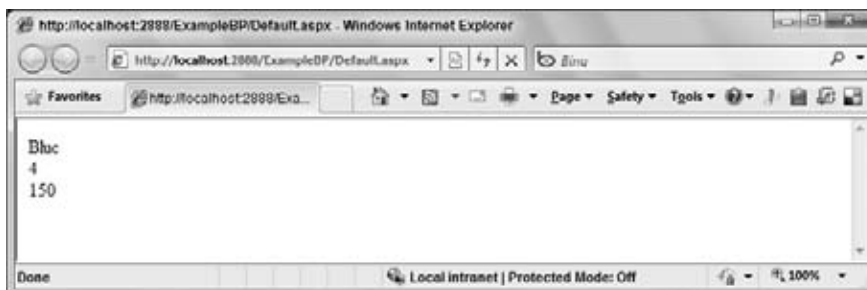 http://localhost:2888/ExampleBP/Default.aspx - Windows Internet Explorer
http://localhost:2888/ExampleBP/Default.aspx
Bing
Favorites
http://localhost:2888/Exa...
Page
Safety
Tools
Blue
4
150
Done
Local intranet | Protected Mode: Off
100%